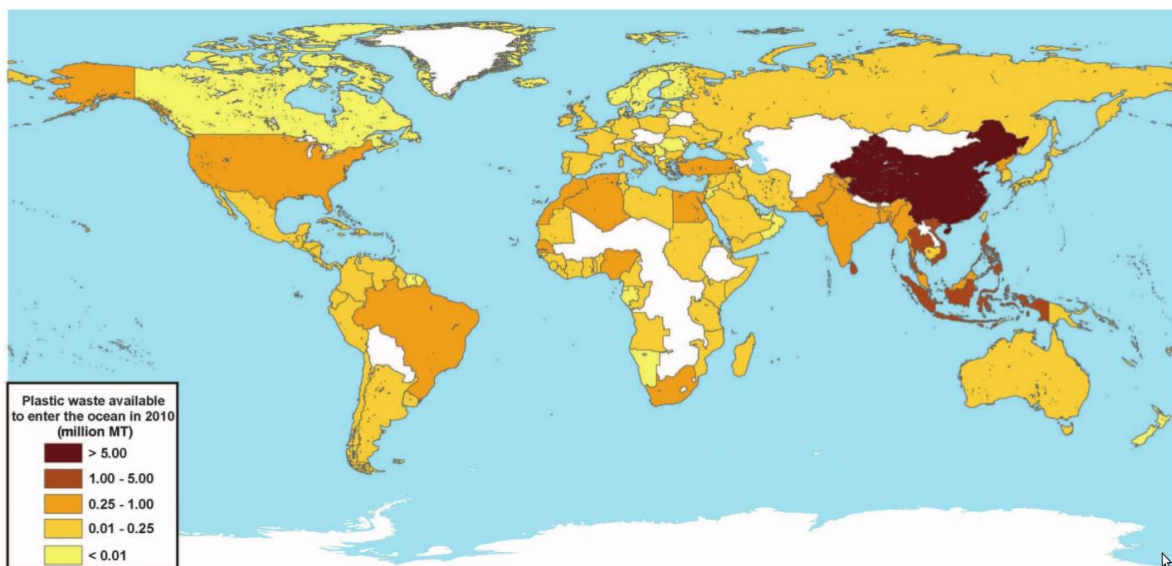 Plastic waste available
to enter the ocean in 2010
(million MT)
> 5.00
1.00 - 5.00
0.25 - 1.00
0.01 - 0.25
< 0.01